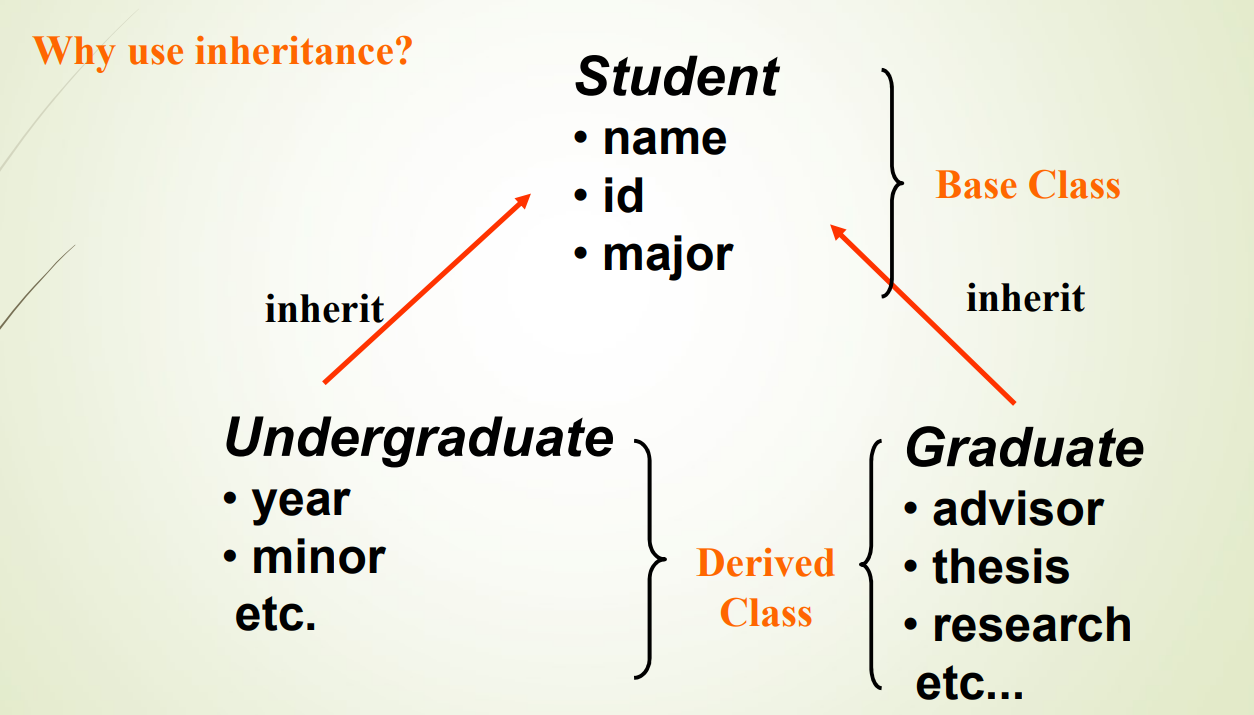 Why use inheritance?
Student
• name
• id
• major
Base Class
inherit
inherit
Undergraduate
• year
• minor
etc.
Derived
Class
Graduate
• advisor
• thesis
• research
etc...